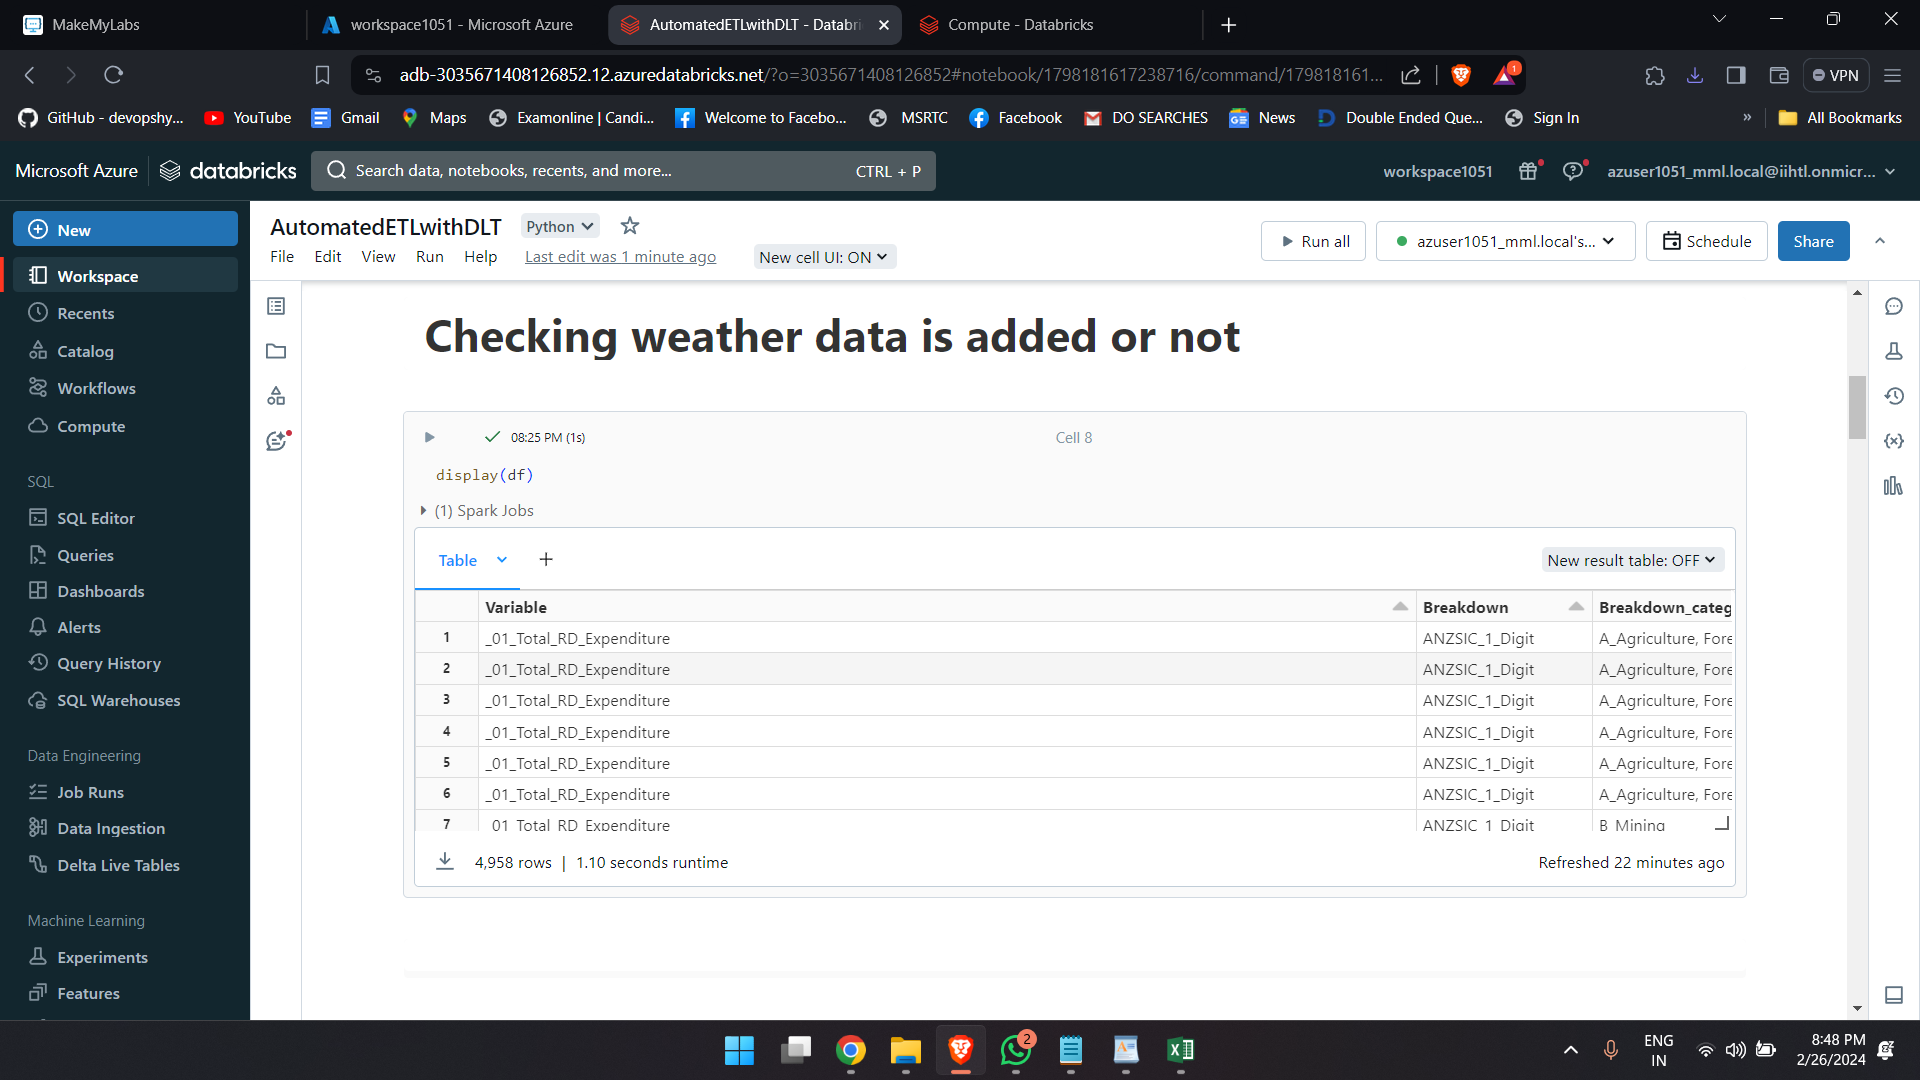 MakeMyLabs
workspace1051 - Microsoft Azure
AutomatedETLwithDLT - Databri
Compute - Databricks
adb-3035671408126852.12.azuredatabricks.net/?o=3035671408126852#notebook/1798181617238716/command/179818161...
1
VPN
GitHub - devopshy...
YouTube
Gmail
Maps
Examonline | Candi...
Welcome to Facebo...
MSRTC
Facebook
DO SEARCHES
News
Double Ended Que...
Sign In
»
All Bookmarks
Microsoft Azure
databricks
Search data, notebooks, recents, and more...
CTRL + P
workspace1051
azuser1051_mml.local@iihtl.onmicr...
New
Workspace
Recents
Catalog
Workflows
Compute
SQL
SQL Editor
Queries
Dashboards
Alerts
Query History
SQL Warehouses
Data Engineering
Job Runs
Data Ingestion
Delta Live Tables
Machine Learning
Experiments
Features
AutomatedETLwithDLT
Python
File Edit View Run Help
Last edit was 1 minute ago
New cell UI: ON
Run all
azuser1051_mml.local's...
Schedule
Share
Checking weather data is added or not
08:25 PM (1s)
Cell 8
display(df)
(1) Spark Jobs
Table
+
New result table: OFF
Variable Breakdown Breakdown_categ
1 _01_Total_RD_Expenditure ANZSIC_1_Digit A_Agriculture, Fore
2 _01_Total_RD_Expenditure ANZSIC_1_Digit A_Agriculture, Fore
3 _01_Total_RD_Expenditure ANZSIC_1_Digit A_Agriculture, Fore
4 _01_Total_RD_Expenditure ANZSIC_1_Digit A_Agriculture, Fore
5 _01_Total_RD_Expenditure ANZSIC_1_Digit A_Agriculture, Fore
6 _01_Total_RD_Expenditure ANZSIC_1_Digit A_Agriculture, Fore
7 _01_Total_RD_Expenditure ANZSIC_1_Digit B_Mining
4,958 rows | 1.10 seconds runtime
Refreshed 22 minutes ago
2
ENG
IN
8:48 PM
2/26/2024